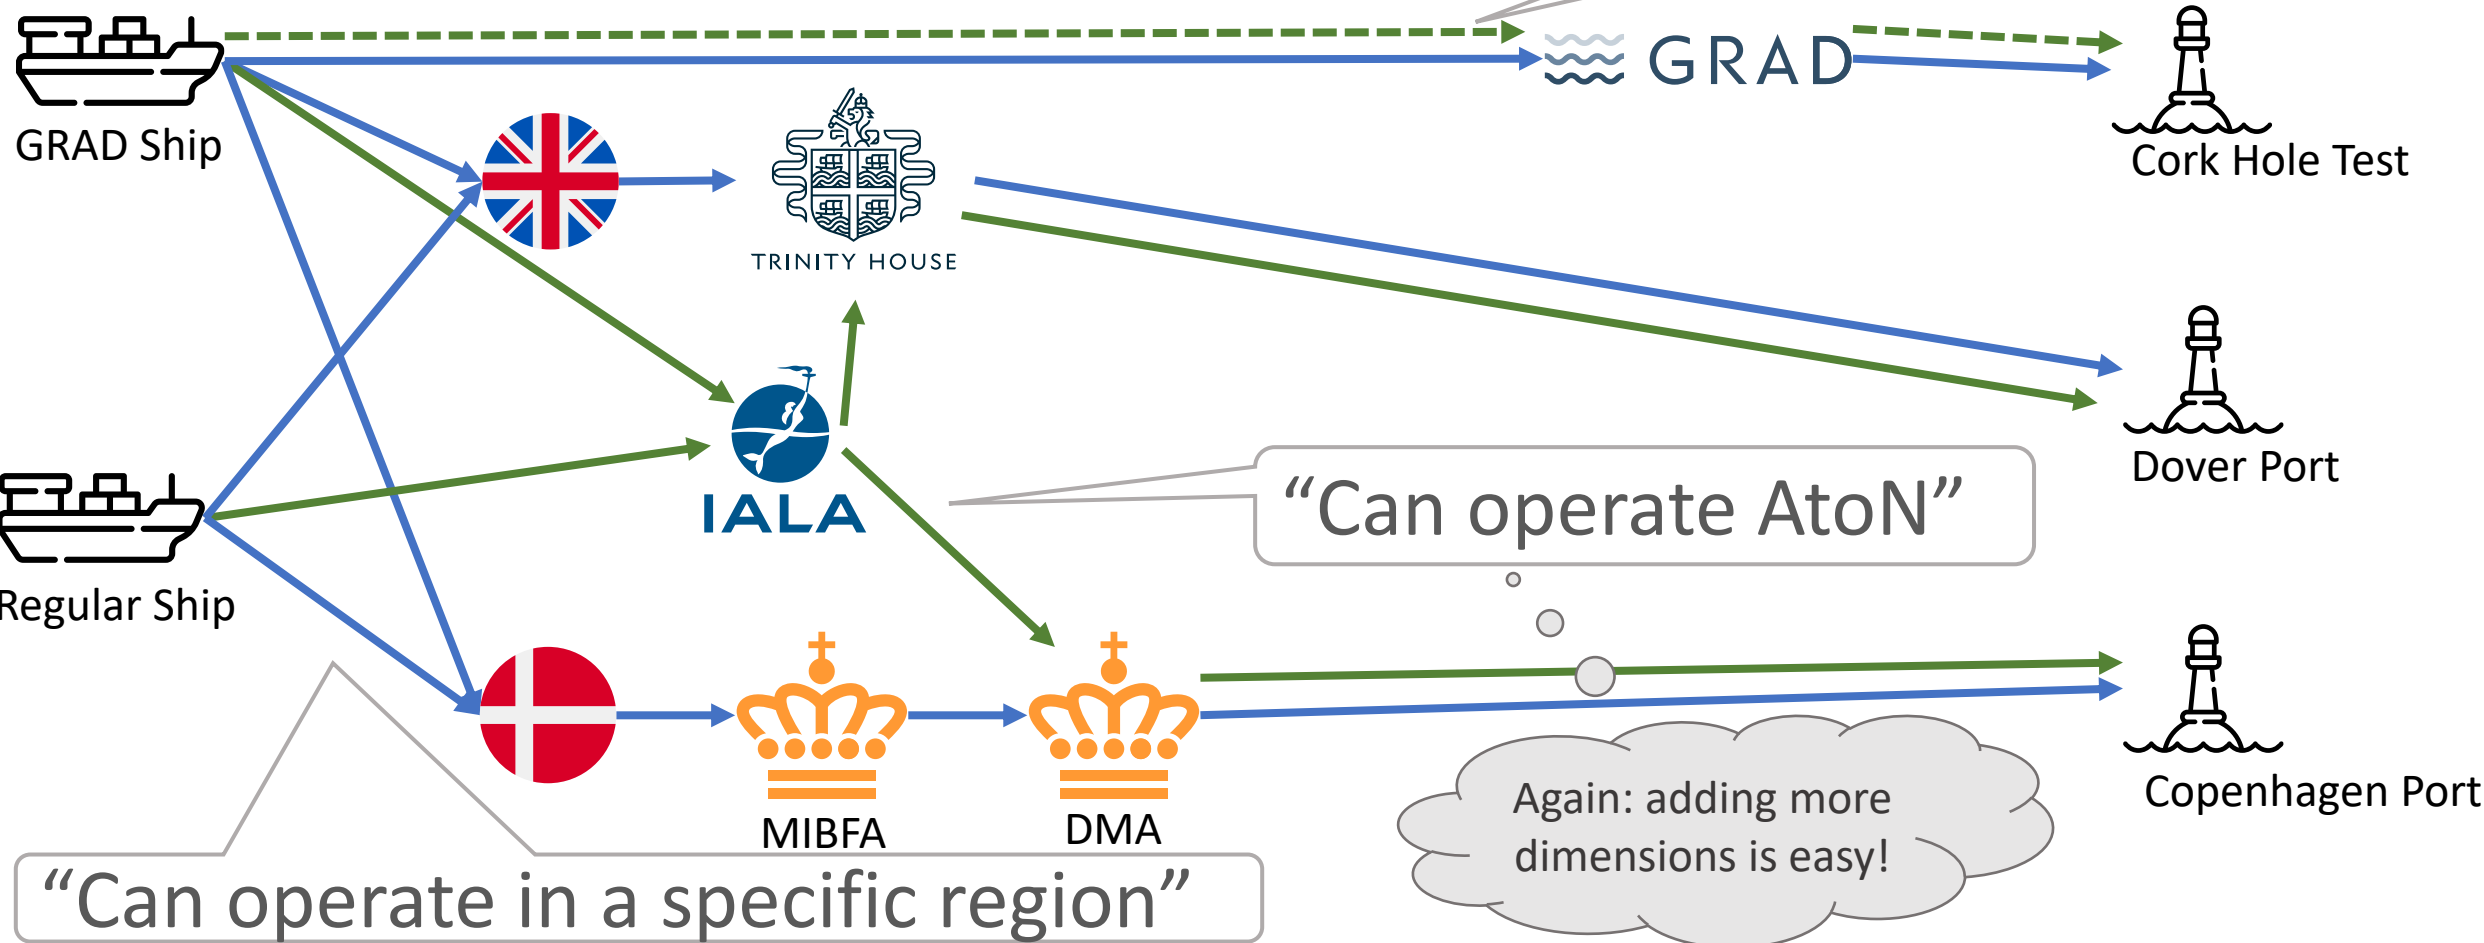 GRAD
GRAD Ship
Cork Hole Test
TRINITY HOUSE
Dover Port
“Can operate AtoN”
IALA
Regular Ship
Copenhagen Port
Again: adding more
dimensions is easy!
MIBFA
DMA
“Can operate in a specific region”